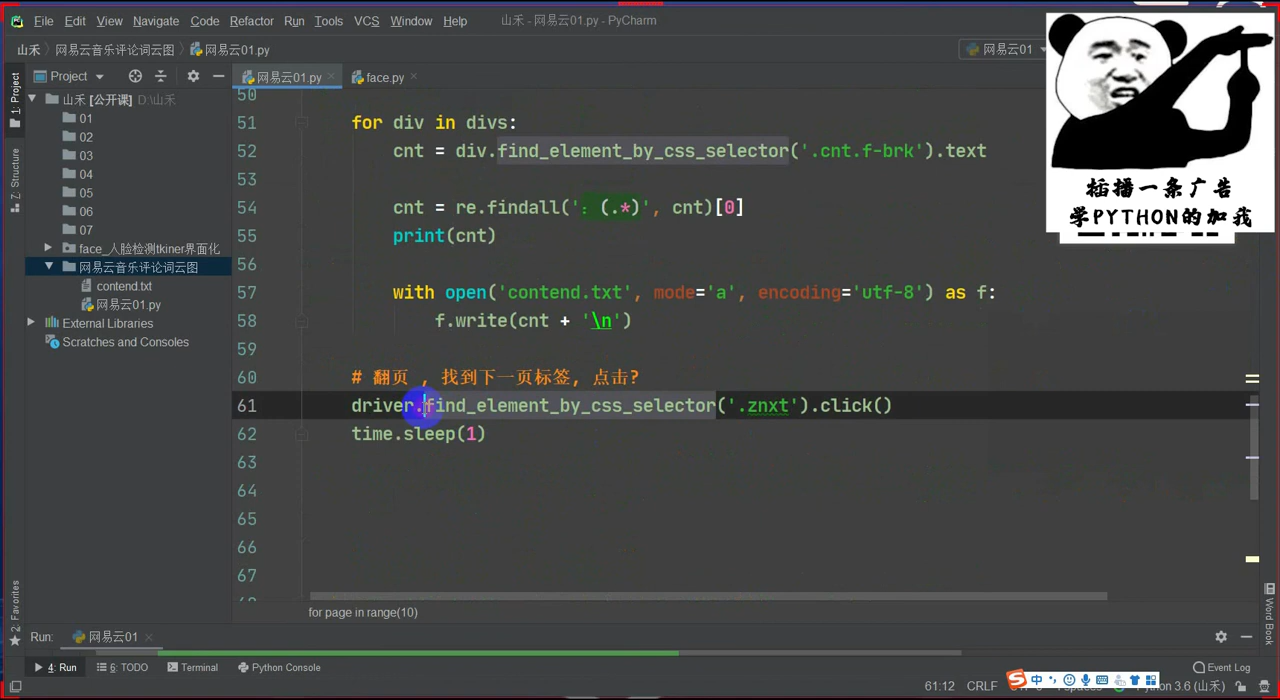 File Edit View Navigate Code Refactor Run Tools VCS Window Help 山禾 - 网易云01.py - PyCharm
山禾 网易云音乐评论词云图 网易云01.py 网易云01
Project 网易云01.py face.py
1: Project
Z: Structure
2: Favorites
山禾 [公开课] D:\山禾
01
02
03
04
05
06
07
face_人脸检测tkiner界面化
网易云音乐评论词云图
contend.txt
网易云01.py
External Libraries
Scratches and Consoles
50
51 for div in divs:
52 cnt = div.find_element_by_css_selector('.cnt.f-brk').text
53
54 cnt = re.findall('：(.*)', cnt)[0]
55 print(cnt)
56
57 with open('contend.txt', mode='a', encoding='utf-8') as f:
58 f.write(cnt + '\n')
59
60 # 翻页 , 找到下一页标签, 点击?
61 driver.find_element_by_css_selector('.znxt').click()
62 time.sleep(1)
63
64
65
66
67
for page in range(10)
插播一条广告
学PYTHON的加我
Word Book
Run: 网易云01
4: Run 6: TODO Terminal Python Console Event Log
61:12 CRLF Python 3.6 (山禾)
中